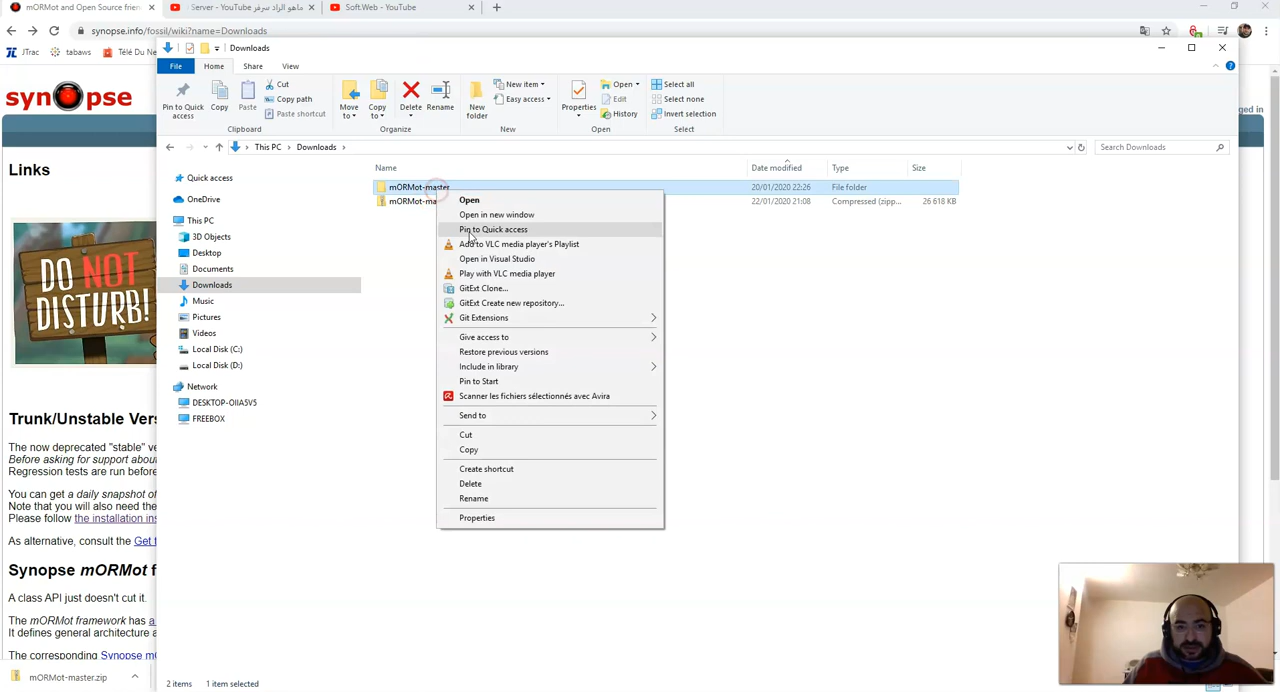 mORMot and Open Source frien
Server - YouTube ماهو الراد سرفر
Soft.Web - YouTube
synopse.info/fossil/wiki?name=Downloads
JTrac
tabaws
Télé Du Ne
Downloads
File
Home
Share
View
Pin to Quick access
Copy
Paste
Cut
Copy path
Paste shortcut
Move to
Copy to
Delete
Rename
New folder
New item
Easy access
Properties
Open
Edit
History
Select all
Select none
Invert selection
Clipboard
Organize
New
Open
Select
This PC
Downloads
Search Downloads
synopse
ged in
Links
DO NOT DISTURB!
Quick access
OneDrive
This PC
3D Objects
Desktop
Documents
Downloads
Music
Pictures
Videos
Local Disk (C:)
Local Disk (D:)
Network
DESKTOP-OIIA5V5
FREEBOX
Name
Date modified
Type
Size
mORMot-master
20/01/2020 22:26
File folder
mORMot-ma
22/01/2020 21:08
Compressed (zipp...
26 618 KB
Open
Open in new window
Pin to Quick access
Add to VLC media player's Playlist
Open in Visual Studio
Play with VLC media player
GitExt Clone...
GitExt Create new repository...
Git Extensions
Give access to
Restore previous versions
Include in library
Pin to Start
Scanner les fichiers sélectionnés avec Avira
Send to
Cut
Copy
Create shortcut
Delete
Rename
Properties
Trunk/Unstable Vers
The now deprecated "stable" ve
Before asking for support about
Regression tests are run before
You can get a daily snapshot of
Note that you will also need the
Please follow the installation ins
As alternative, consult the Get t
Synopse mORMot f
A class API just doesn't cut it.
The mORMot framework has a
It defines general architecture a
The corresponding Synopse mO
2 items
1 item selected
mORMot-master.zip